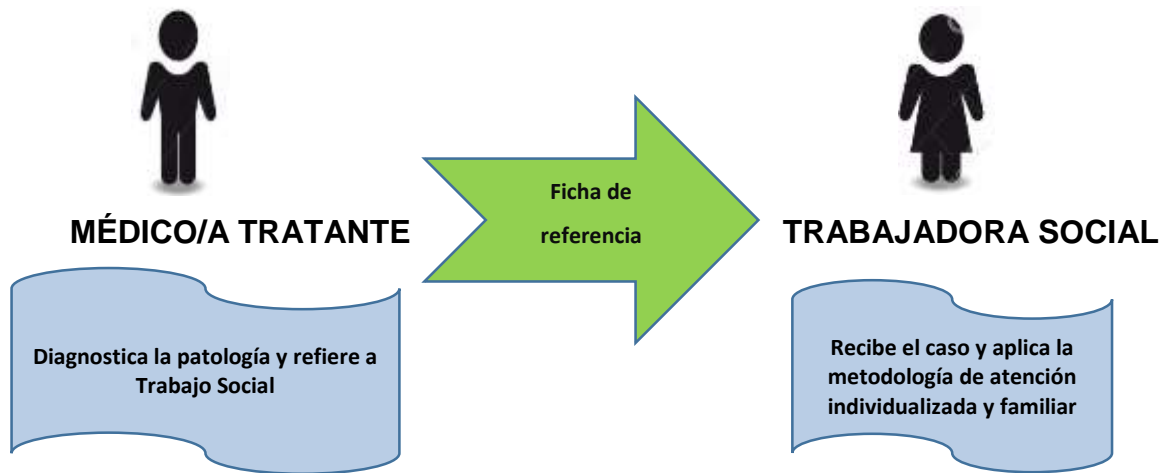 Ficha de
referencia
MÉDICO/A TRATANTE
TRABAJADORA SOCIAL
Diagnostica la patología y refiere a
Trabajo Social
Recibe el caso y aplica la
metodología de atención
individualizada y familiar